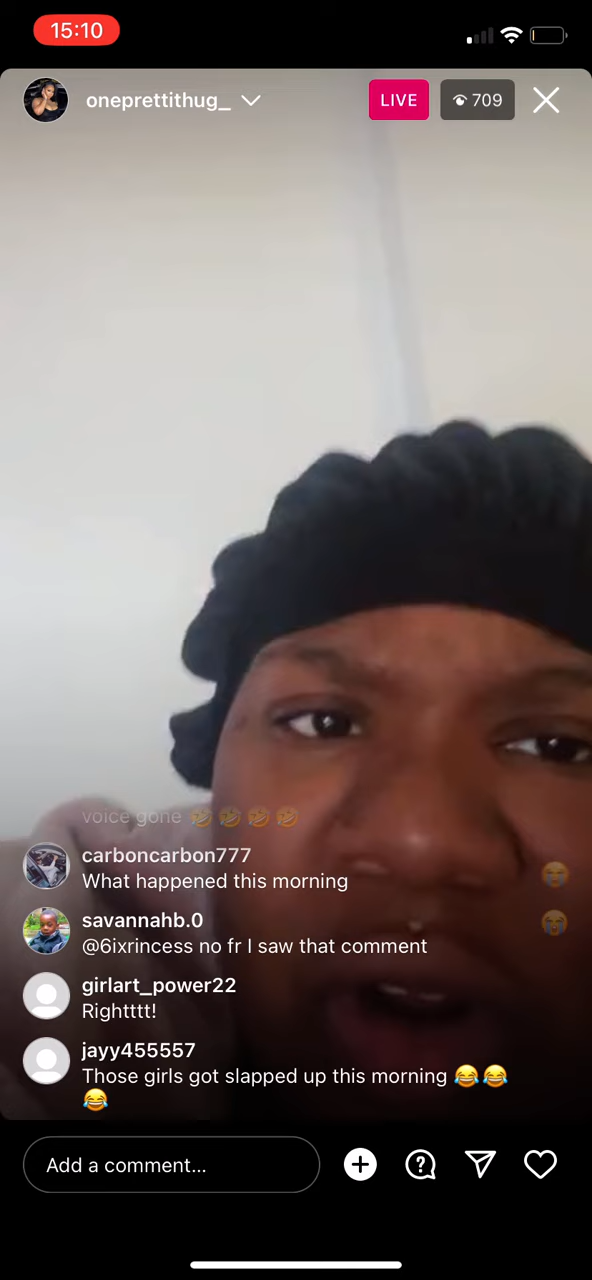 15:10
oneprettithug_
LIVE
709
voice gone 🤣🤣🤣🤣
carboncarbon777
What happened this morning
savannahb.0
@6ixrincess no fr I saw that comment
girlart_power22
Rightttt!
jayy455557
Those girls got slapped up this morning 😂😂
😂
Add a comment...